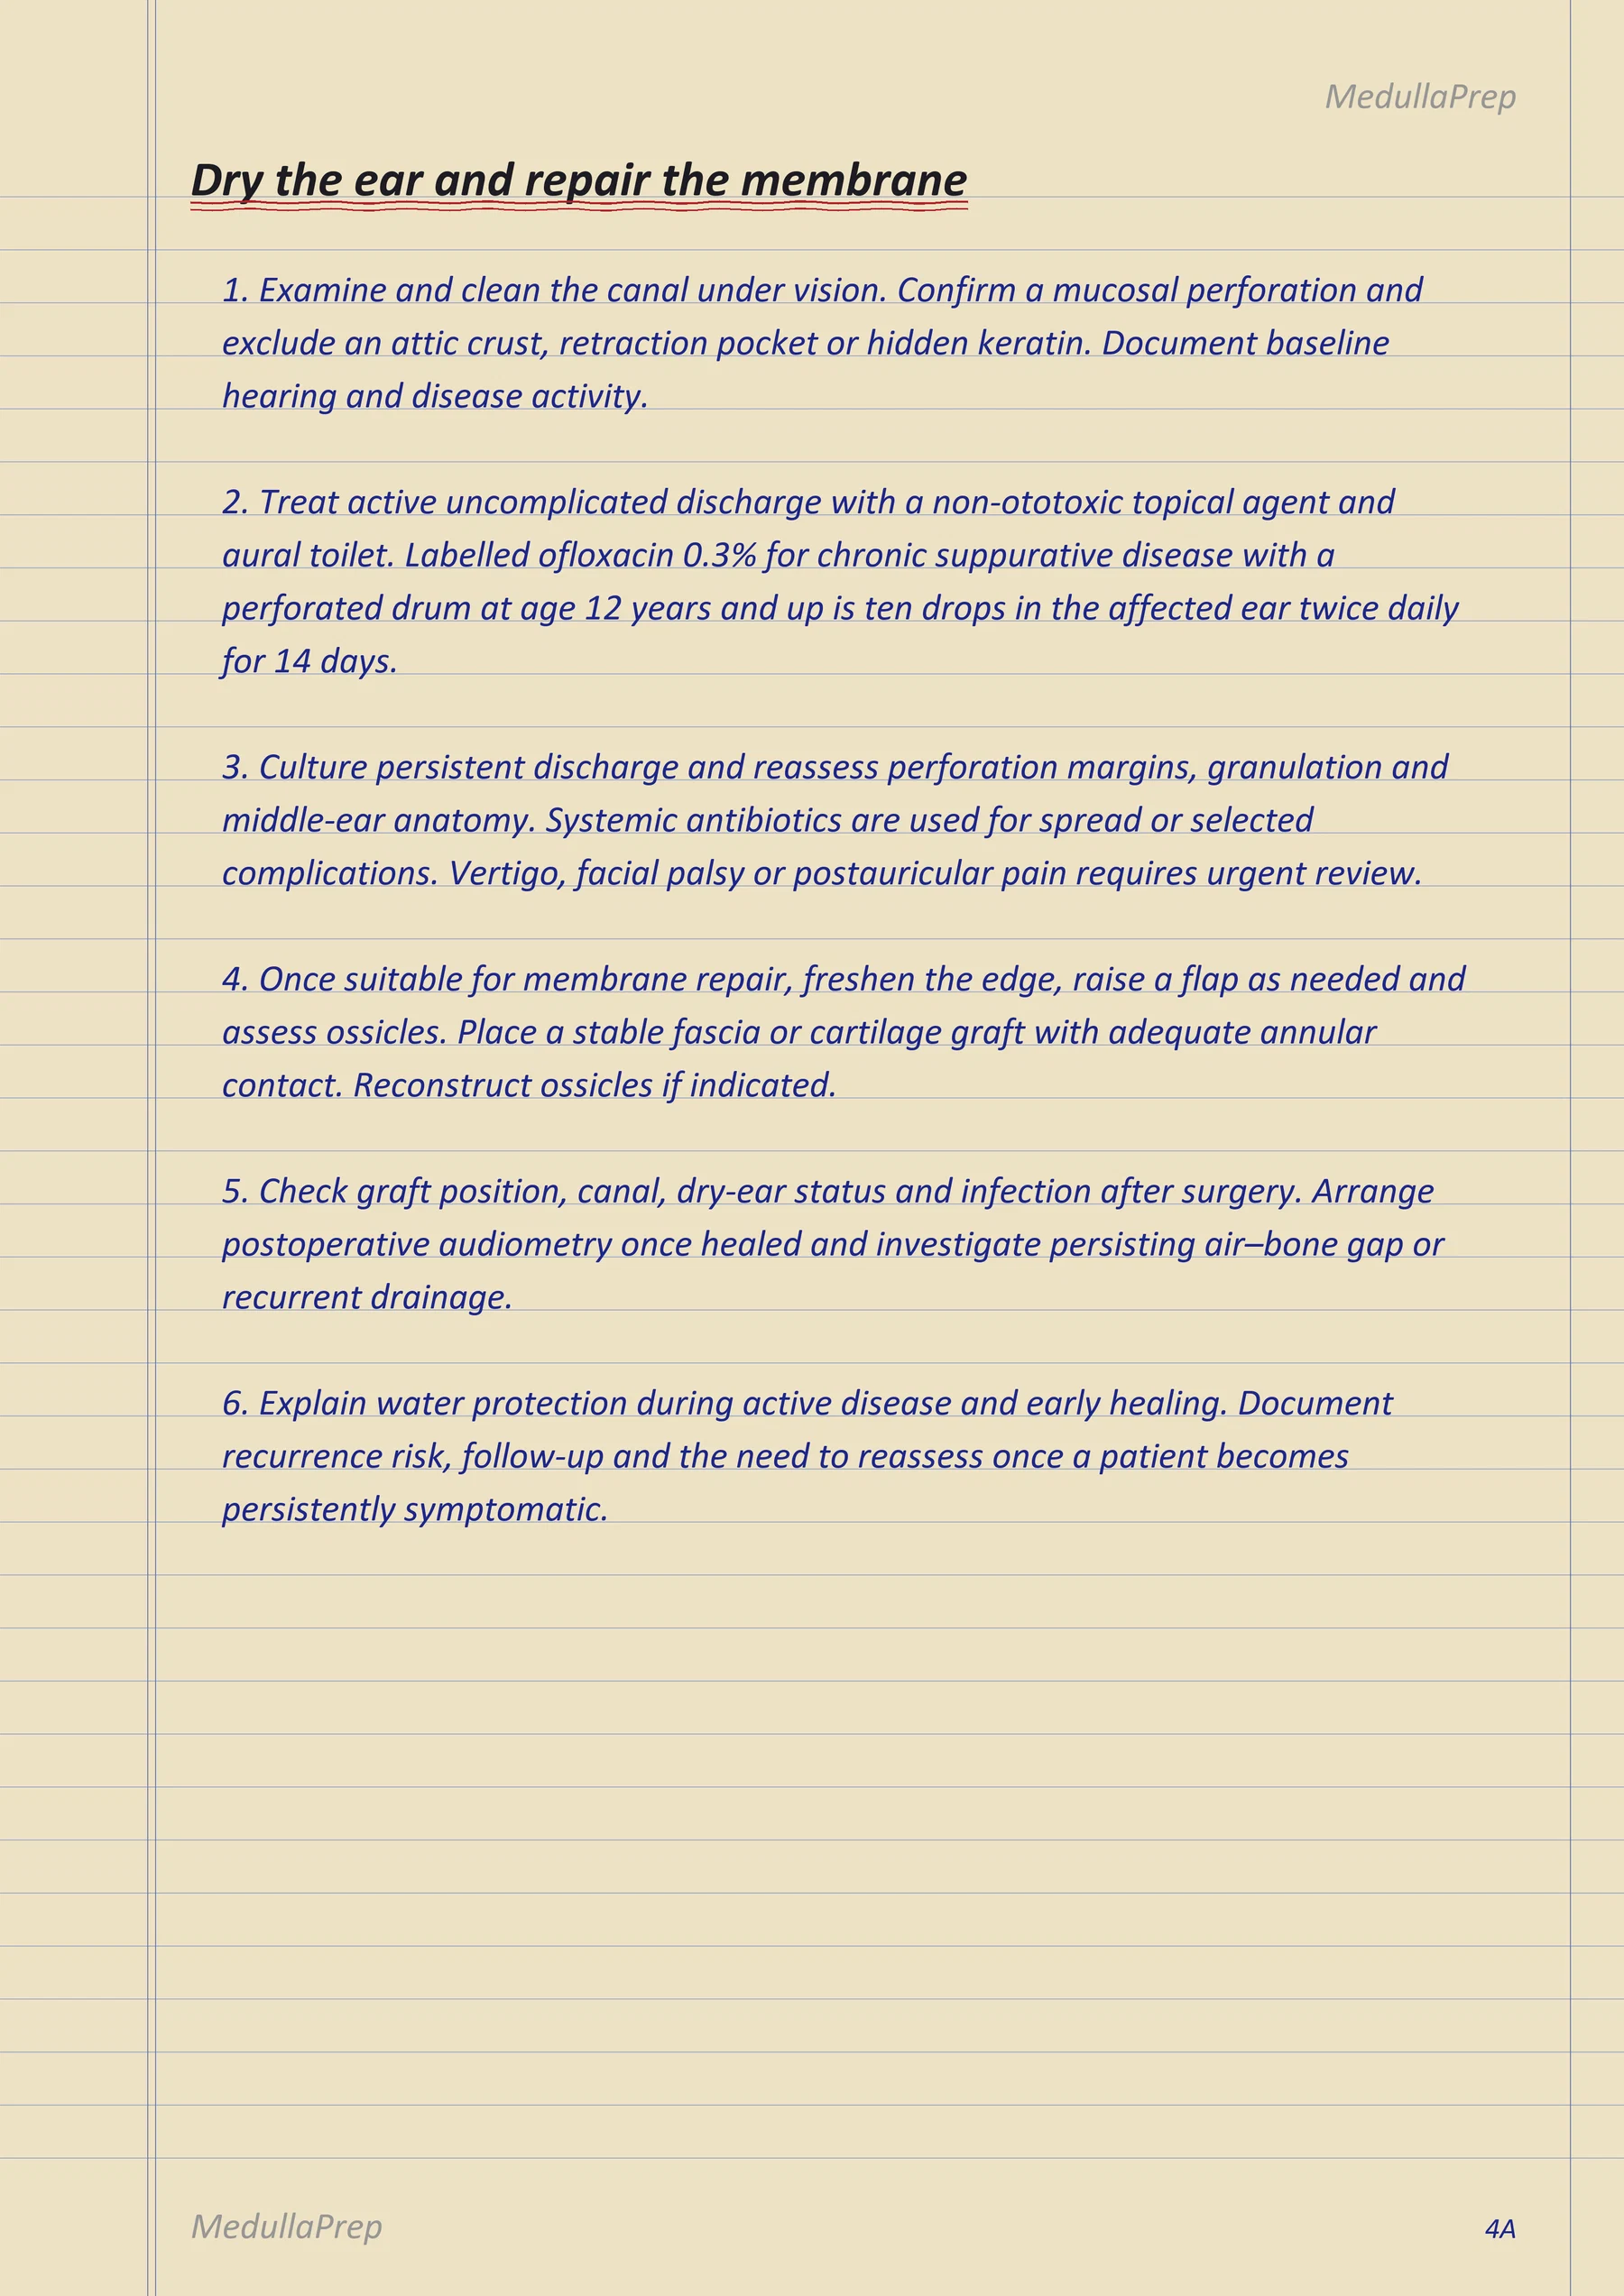 MedullaPrep
Dry the ear and repair the membrane
1. Examine and clean the canal under vision. Confirm a mucosal perforation and
exclude an attic crust, retraction pocket or hidden keratin. Document baseline
hearing and disease activity.
2. Treat active uncomplicated discharge with a non-ototoxic topical agent and
aural toilet. Labelled ofloxacin 0.3% for chronic suppurative disease with a
perforated drum at age 12 years and up is ten drops in the affected ear twice daily
for 14 days.
3. Culture persistent discharge and reassess perforation margins, granulation and
middle-ear anatomy. Systemic antibiotics are used for spread or selected
complications. Vertigo, facial palsy or postauricular pain requires urgent review.
4. Once suitable for membrane repair, freshen the edge, raise a flap as needed and
assess ossicles. Place a stable fascia or cartilage graft with adequate annular
contact. Reconstruct ossicles if indicated.
5. Check graft position, canal, dry-ear status and infection after surgery. Arrange
postoperative audiometry once healed and investigate persisting air–bone gap or
recurrent drainage.
6. Explain water protection during active disease and early healing. Document
recurrence risk, follow-up and the need to reassess once a patient becomes
persistently symptomatic.
MedullaPrep
4A